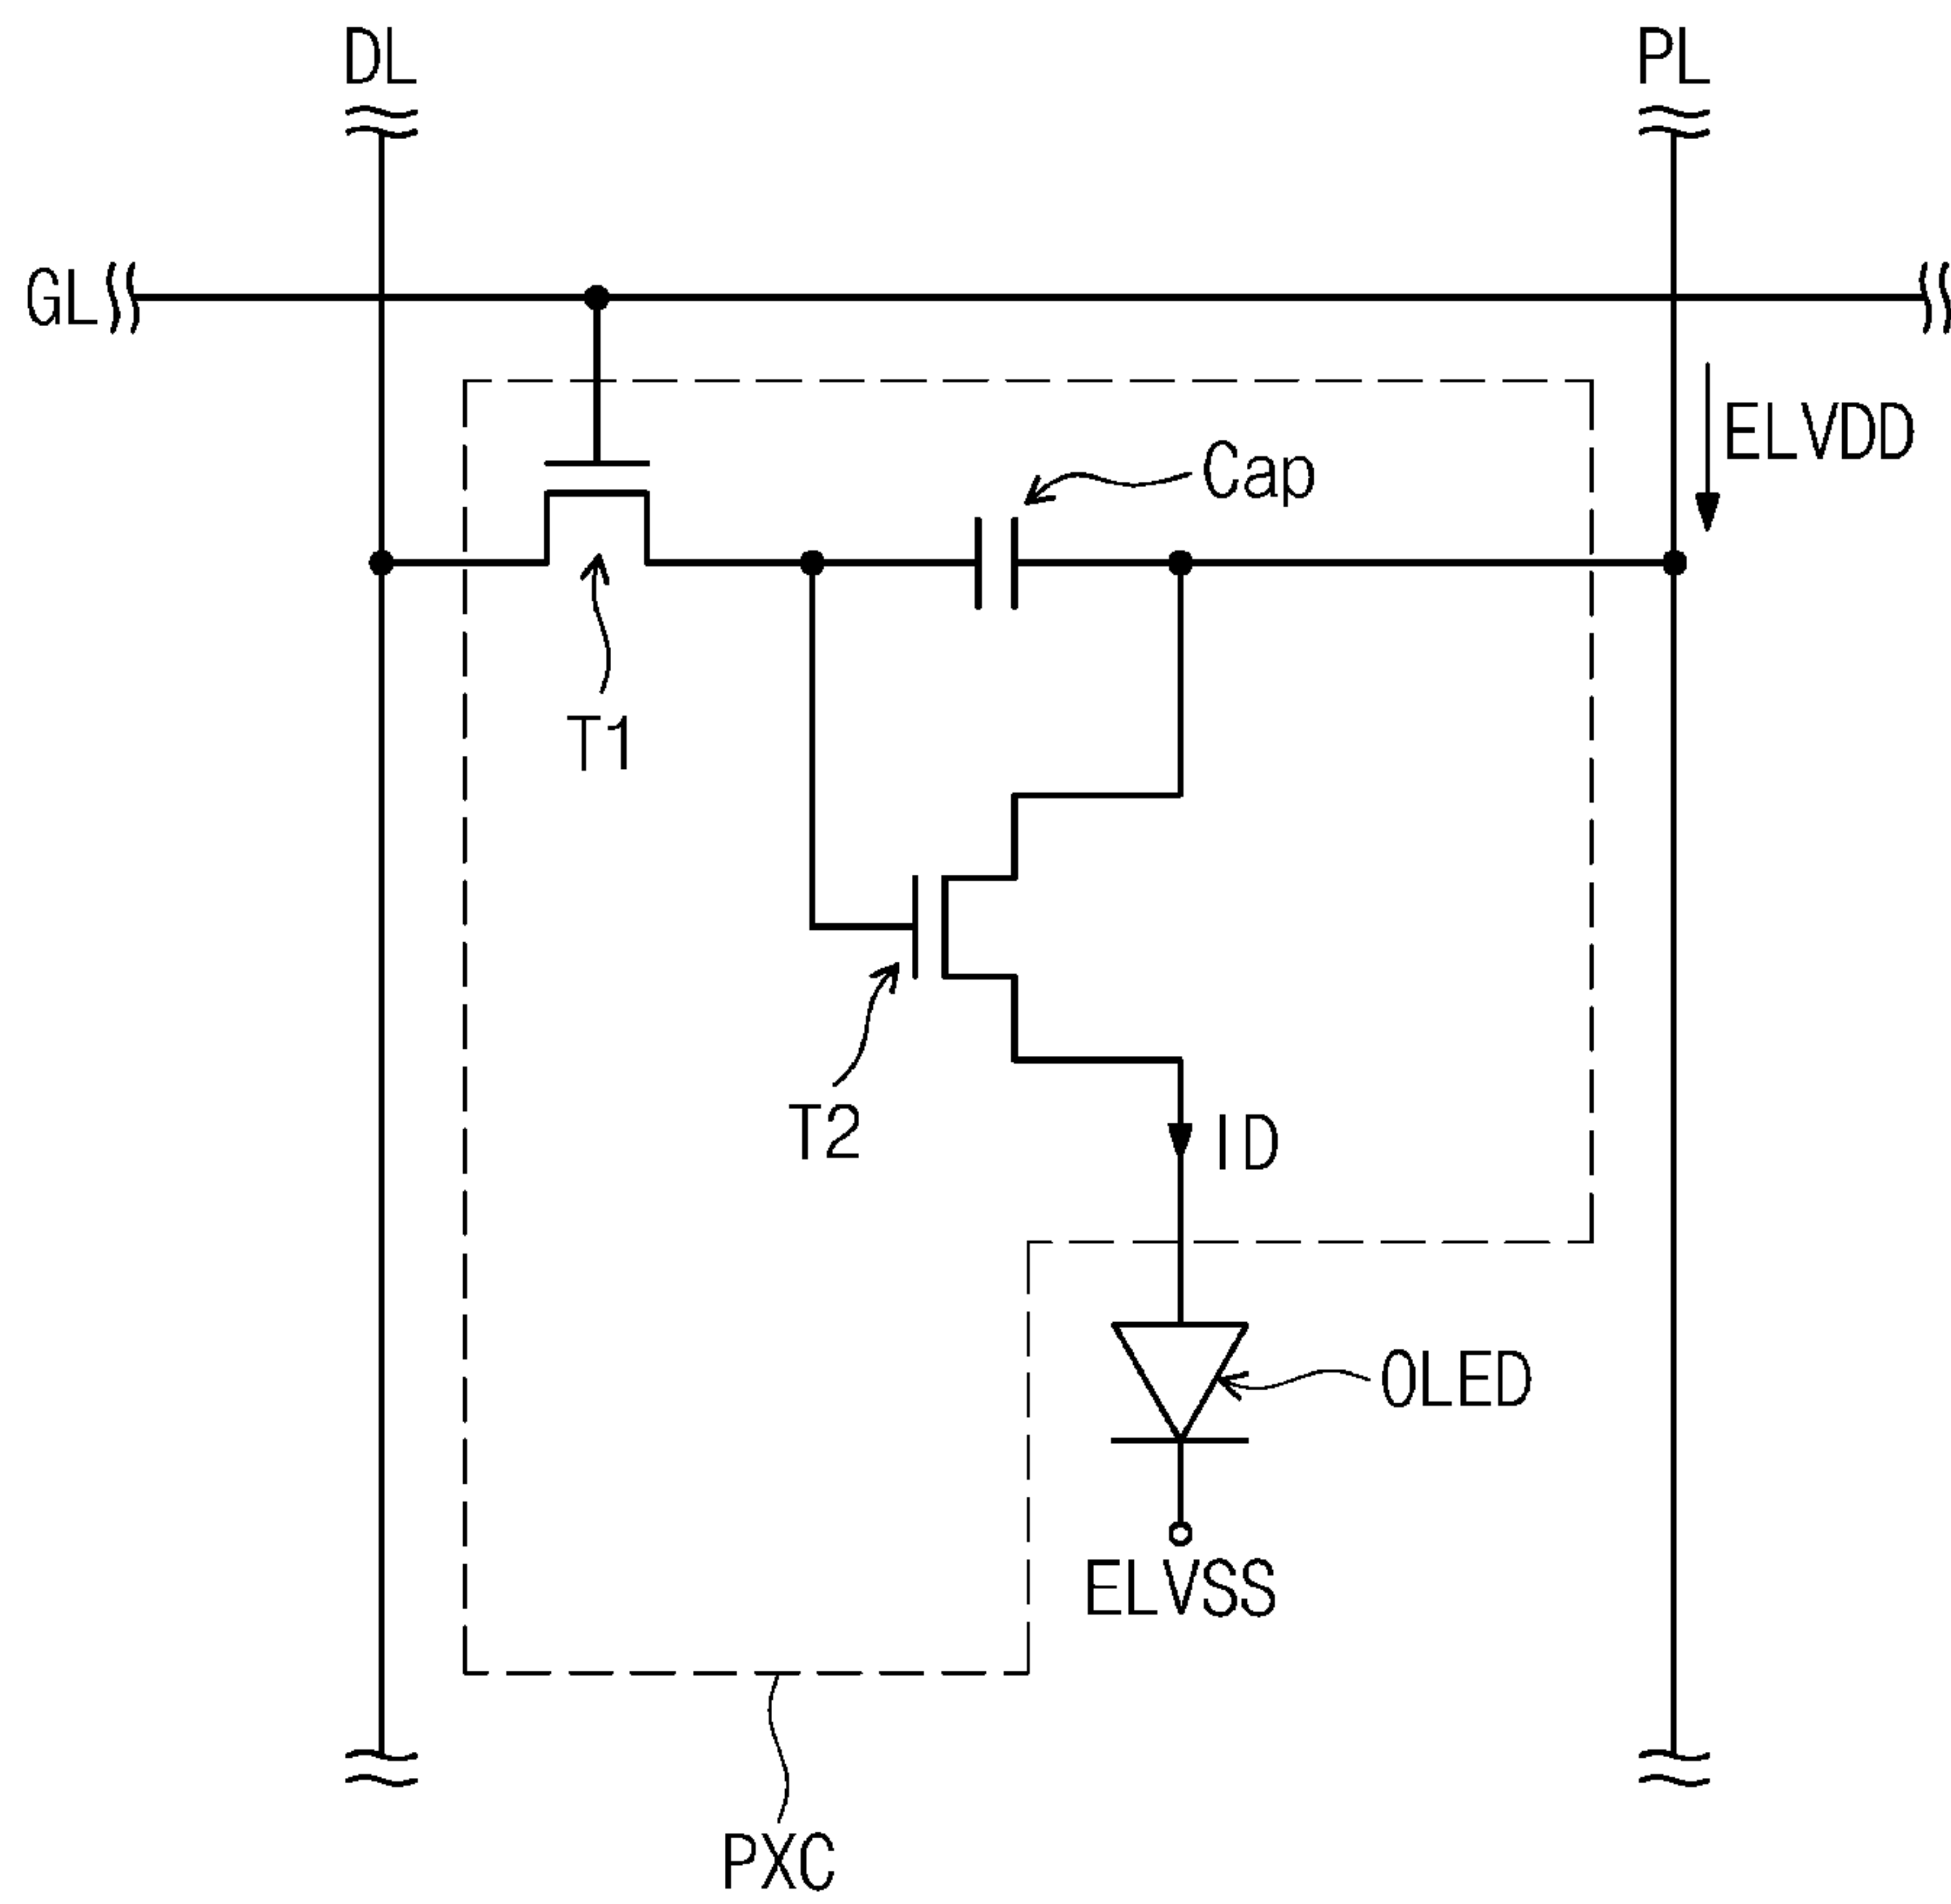 DL
PL
GL
ELVDD
Cap
T1
T2
ID
OLED
ELVSS
PXC